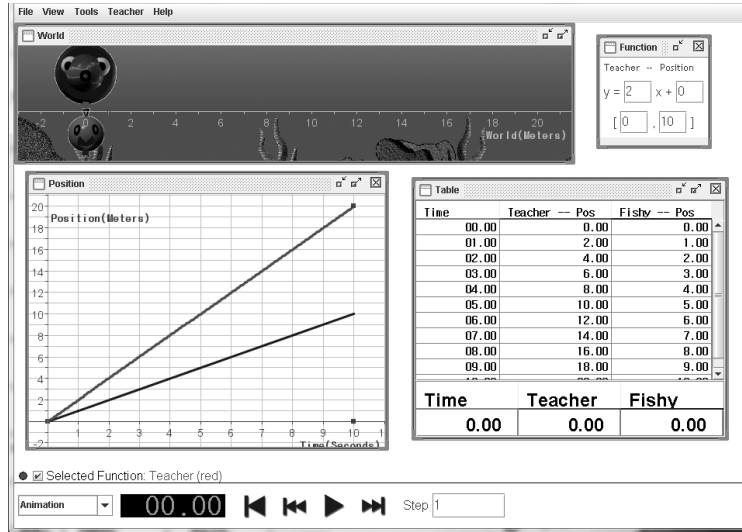 File View Tools Teacher Help
World
-2 0 2 4 6 8 10 12 14 16 18 20
World(Meters)
Function
Teacher -- Position
y = 2 x + 0
[ 0 , 10 ]
Position
Position(Meters)
20
18
16
14
12
10
8
6
4
2
-2
1 2 3 4 5 6 7 8 9 10 1
Time(Seconds)
Table
Time Teacher -- Pos Fishy -- Pos
00.00 0.00 0.00
01.00 2.00 1.00
02.00 4.00 2.00
03.00 6.00 3.00
04.00 8.00 4.00
05.00 10.00 5.00
06.00 12.00 6.00
07.00 14.00 7.00
08.00 16.00 8.00
09.00 18.00 9.00
Time Teacher Fishy
0.00 0.00 0.00
Selected Function: Teacher (red)
Animation 00.00 Step 1